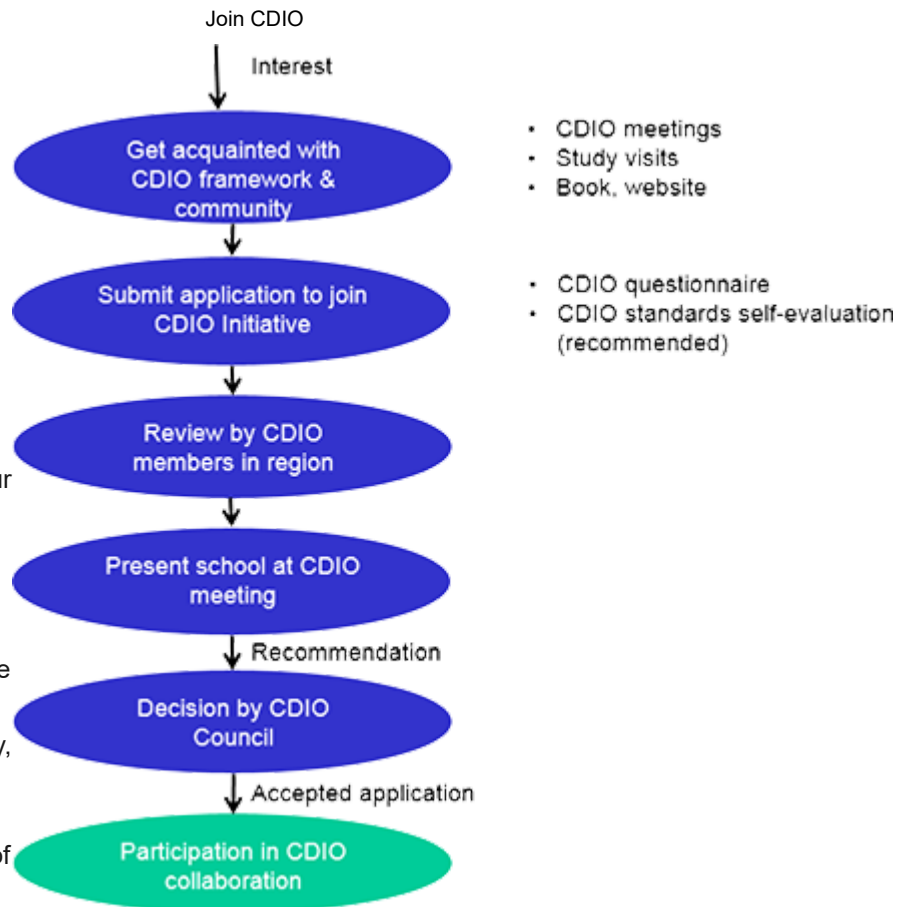 Join CDIO
Interest
Get acquainted with
CDIO framework &
community
• CDIO meetings
• Study visits
• Book, website
Submit application to join
CDIO Initiative
• CDIO questionnaire
• CDIO standards self-evaluation
(recommended)
Review by CDIO
members in region
ur
Present school at CDIO
meeting
Recommendation
e
Decision by CDIO
Council
y,
Accepted application
Participation in CDIO
collaboration
of